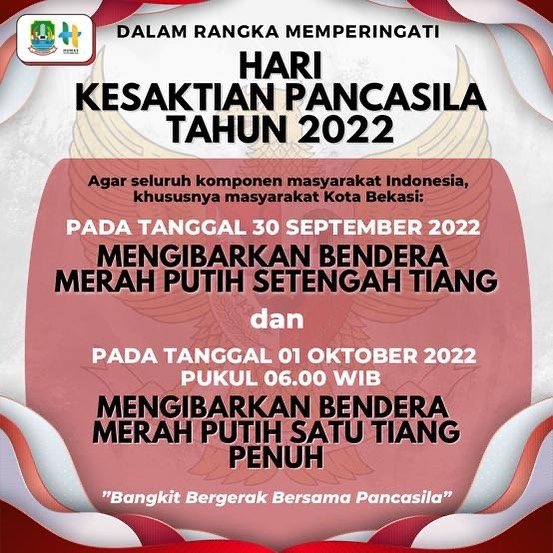 DALAM RANGKA MEMPERINGATI
HARI
KESAKTIAN PANCASILA
TAHUN 2022
Agar seluruh komponen masyarakat Indonesia,
khususnya masyarakat Kota Bekasi:
PADA TANGGAL 30 SEPTEMBER 2022
MENGIBARKAN BENDERA
MERAH PUTIH SETENGAH TIANG
dan
PADA TANGGAL 01 OKTOBER 2022
PUKUL 06.00 WIB
MENGIBARKAN BENDERA
MERAH PUTIH SATU TIANG
PENUH
”Bangkit Bergerak Bersama Pancasila”